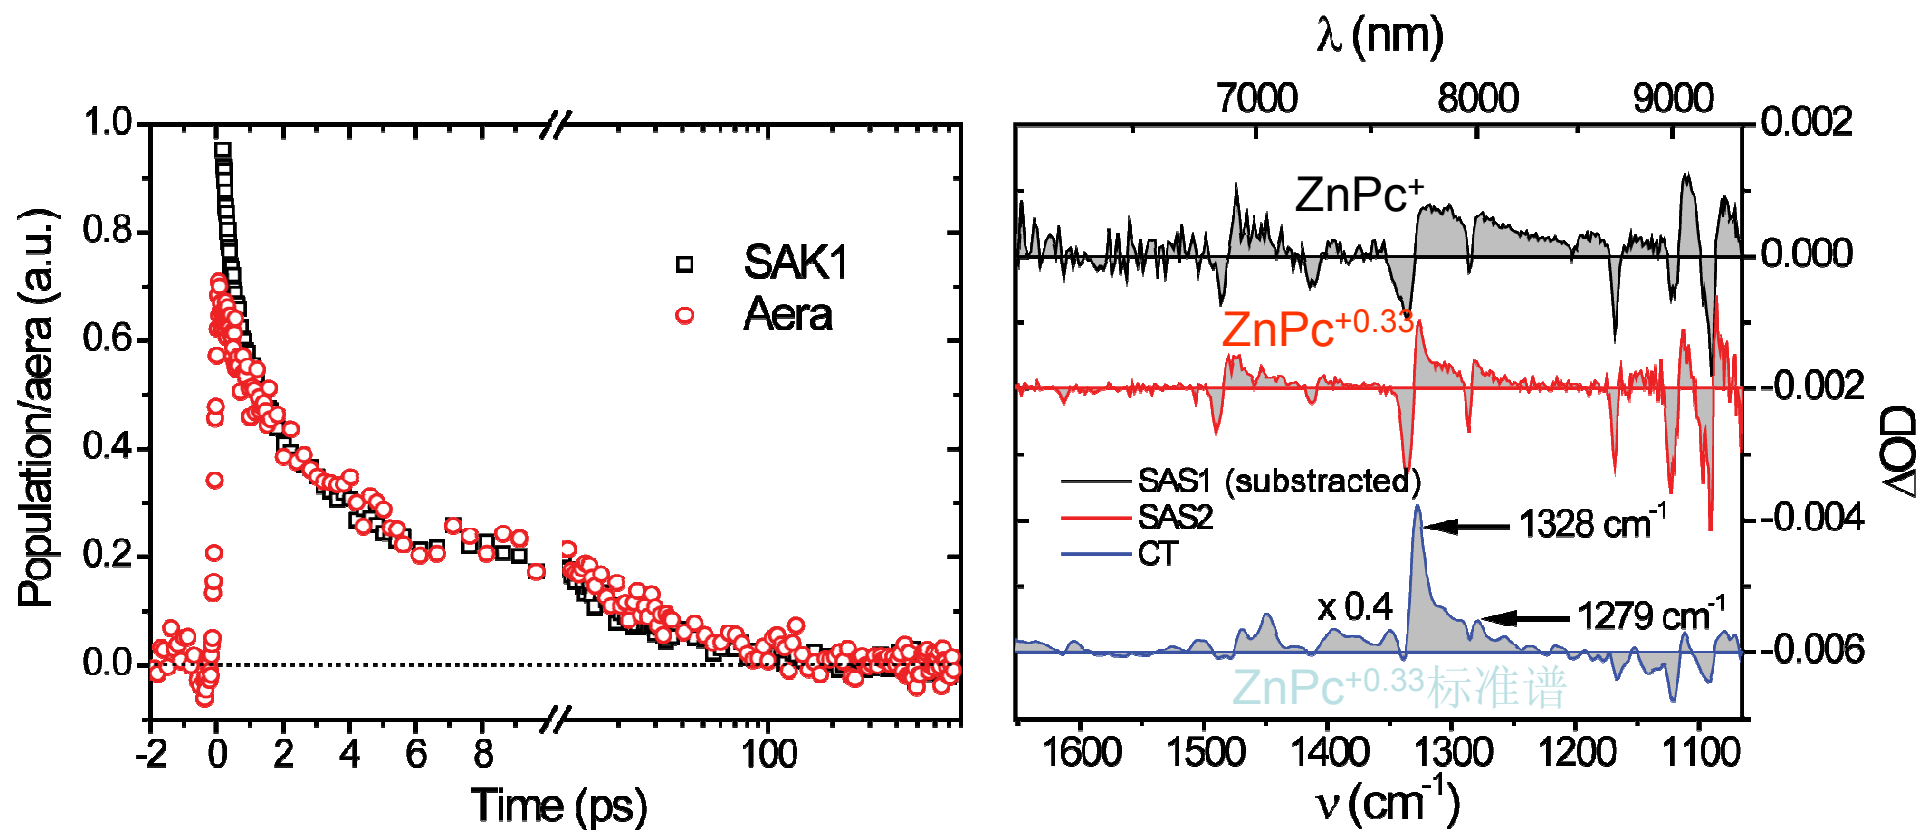 Population/aera (a.u.)
1.0
0.8
0.6
0.4
0.2
0.0
-2 0 2 4 6 8 100
Time (ps)
SAK1
Aera
λ (nm)
7000 8000 9000
ZnPc⁺
ZnPc⁺⁰·³³
SAS1 (substracted)
SAS2
CT
1328 cm⁻¹
x 0.4
1279 cm⁻¹
ZnPc⁺⁰·³³标准谱
0.002
0.000
-0.002
-0.004
-0.006
ΔOD
1600 1500 1400 1300 1200 1100
ν (cm⁻¹)